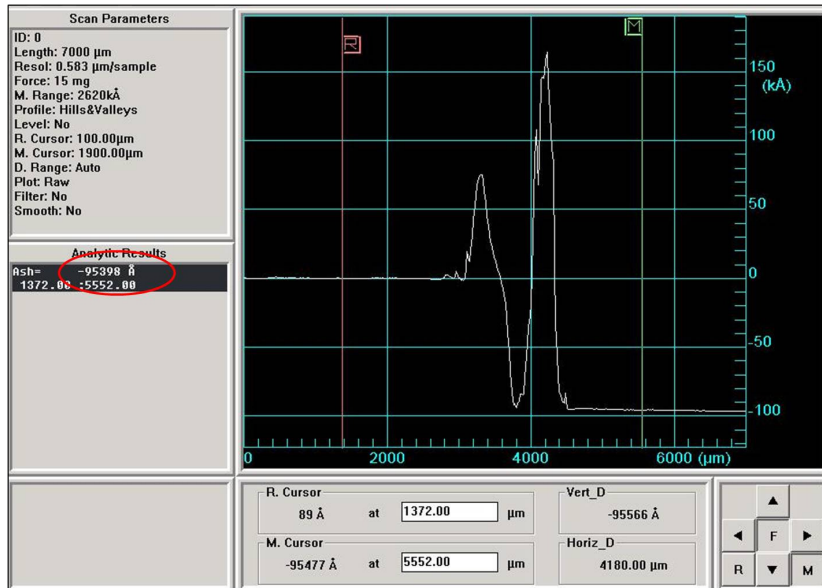 Scan Parameters
ID: 0
Length: 7000 µm
Resol: 0.583 µm/sample
Force: 15 mg
M. Range: 2620kÅ
Profile: Hills&Valleys
Level: No
R. Cursor: 100.00µm
M. Cursor: 1900.00µm
D. Range: Auto
Plot: Raw
Filter: No
Smooth: No
Analytic Results
Ash= -95398 Å
1372.00 :5552.00
R
M
150
(kÅ)
100
50
0
-50
-100
0 2000 4000 6000 (µm)
R. Cursor
89 Å at 1372.00 µm
M. Cursor
-95477 Å at 5552.00 µm
Vert_D
-95566 Å
Horiz_D
4180.00 µm
F
R M